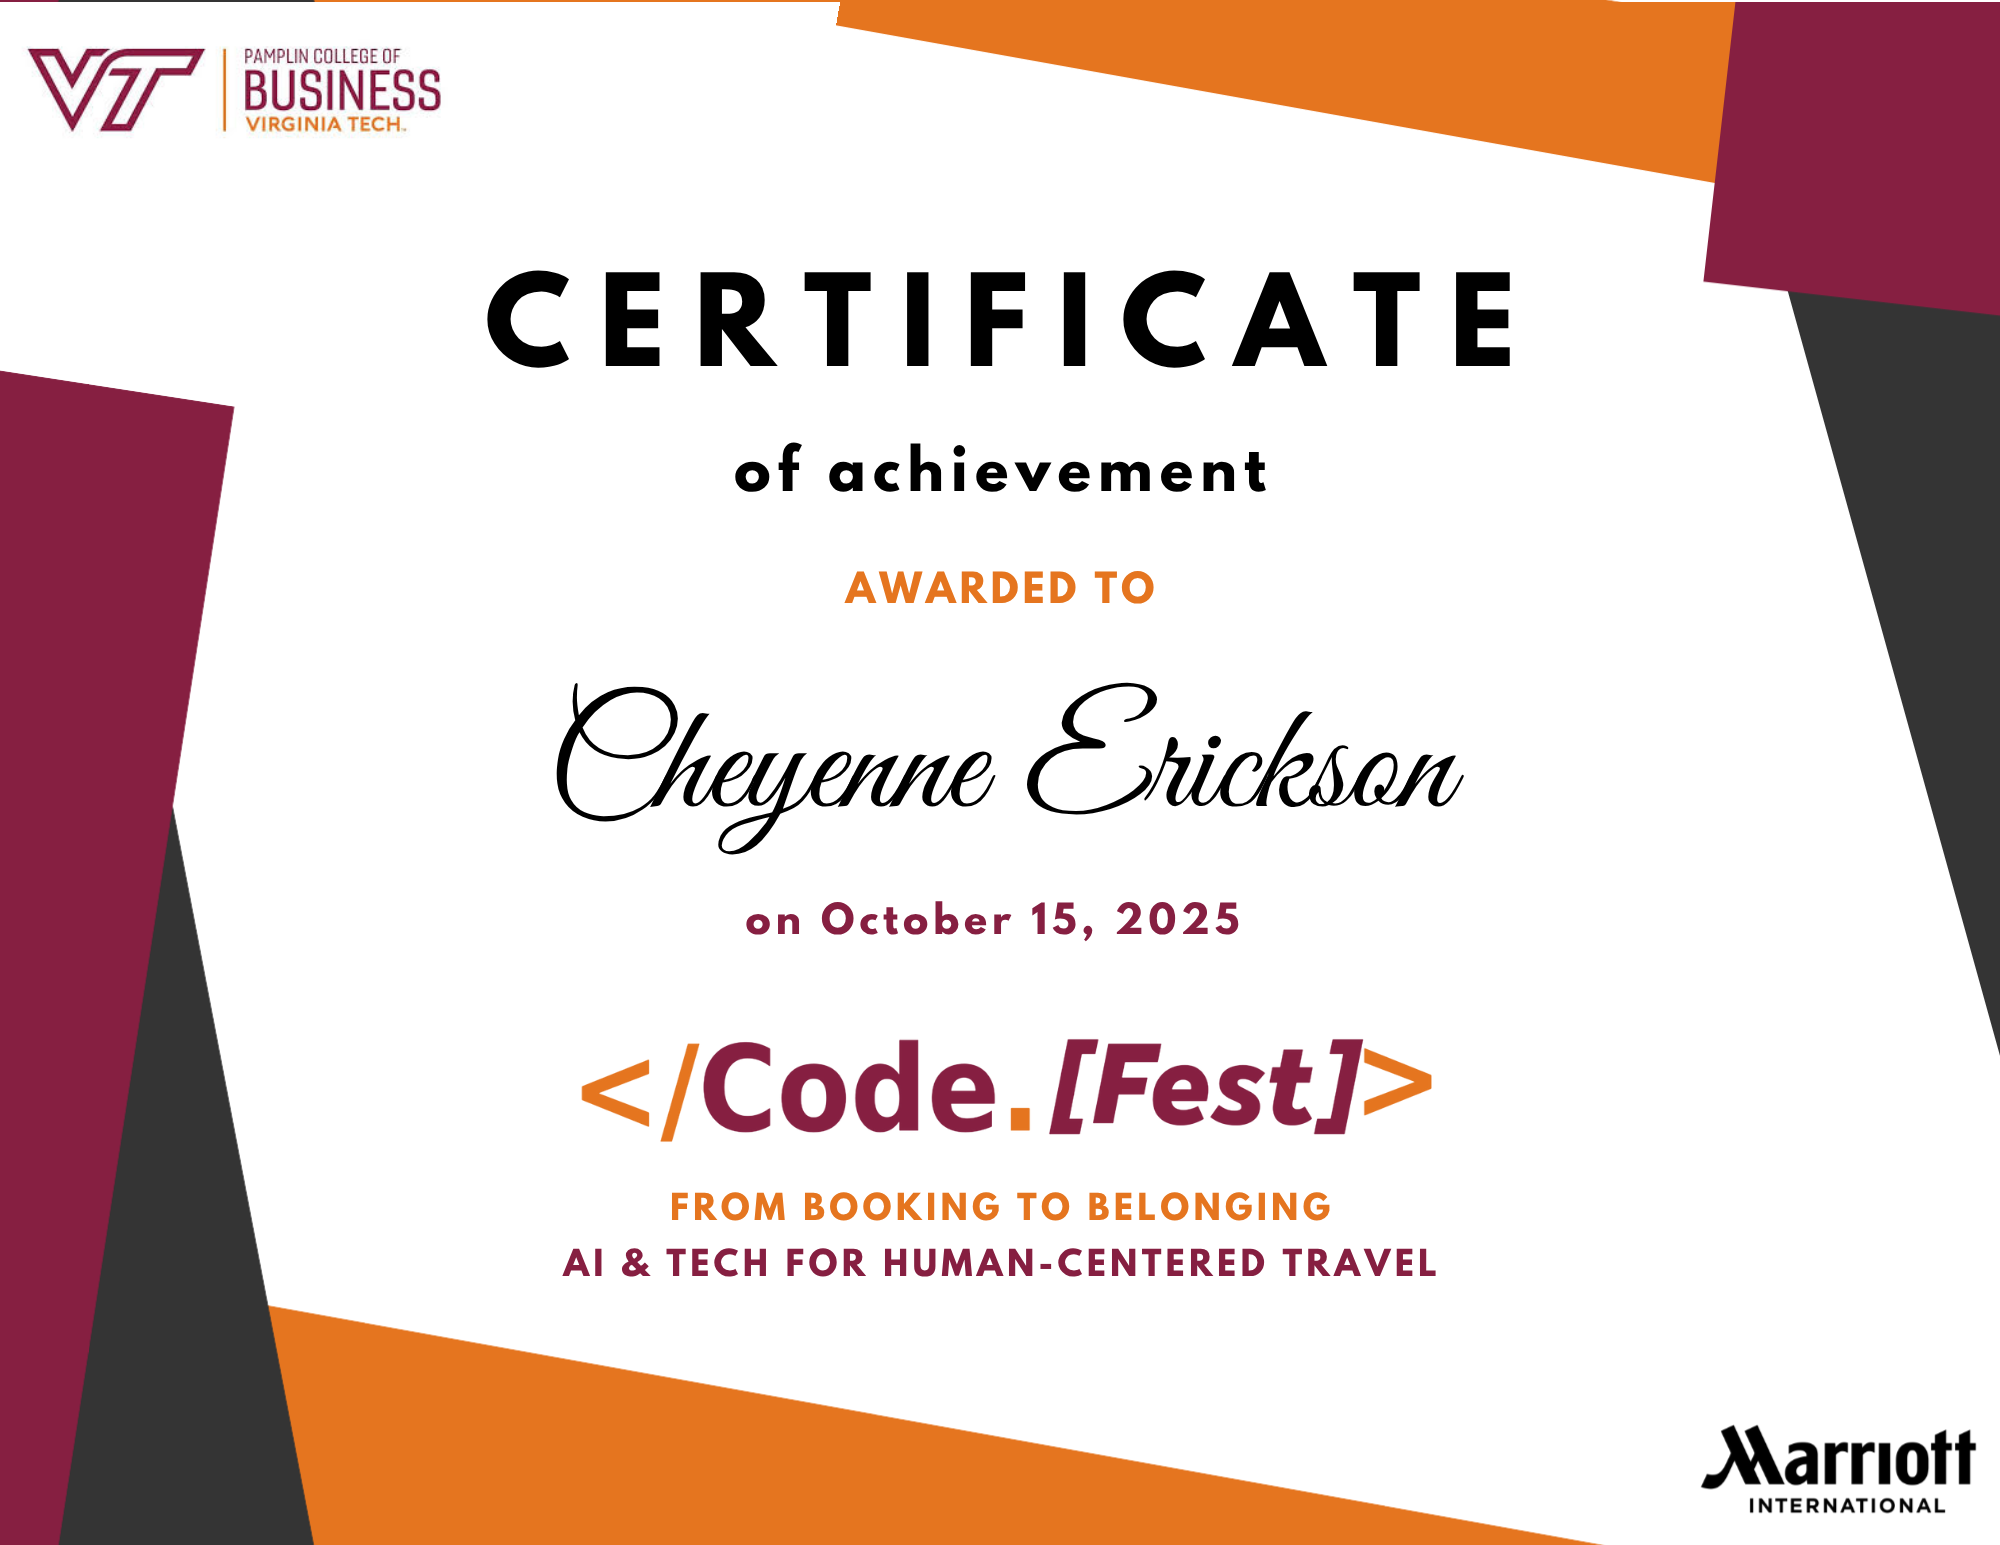 VT
PAMPLIN COLLEGE OF
BUSINESS
VIRGINIA TECH™
CERTIFICATE
of achievement
AWARDED TO
Cheyenne Erickson
on October 15, 2025
</Code.[Fest]>
FROM BOOKING TO BELONGING
AI & TECH FOR HUMAN-CENTERED TRAVEL
Marriott
INTERNATIONAL